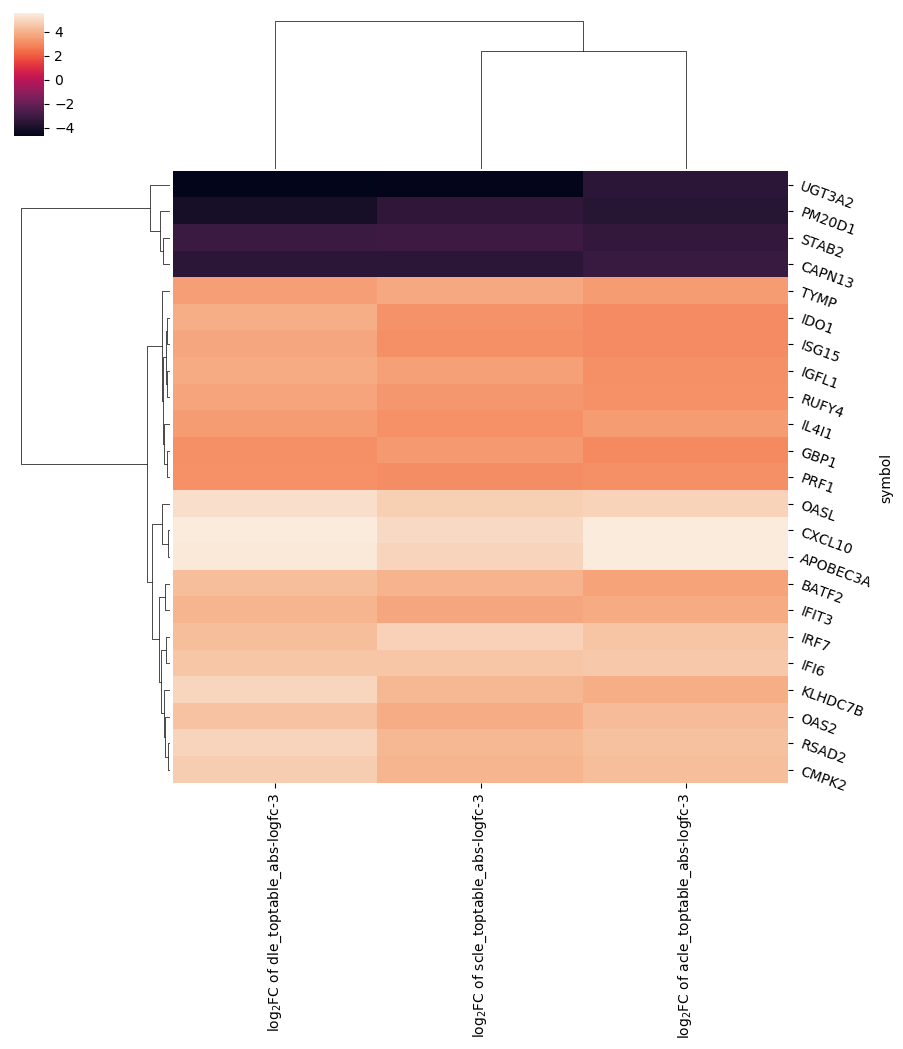 4
2
0
−2
−4
UGT3A2
PM20D1
STAB2
CAPN13
TYMP
IDO1
ISG15
IGFL1
RUFY4
IL4I1
GBP1
PRF1
OASL
CXCL10
APOBEC3A
BATF2
IFIT3
IRF7
IFI6
KLHDC7B
OAS2
RSAD2
CMPK2
symbol
log₂FC of dle_toptable_abs-logfc-3
log₂FC of scle_toptable_abs-logfc-3
log₂FC of acle_toptable_abs-logfc-3